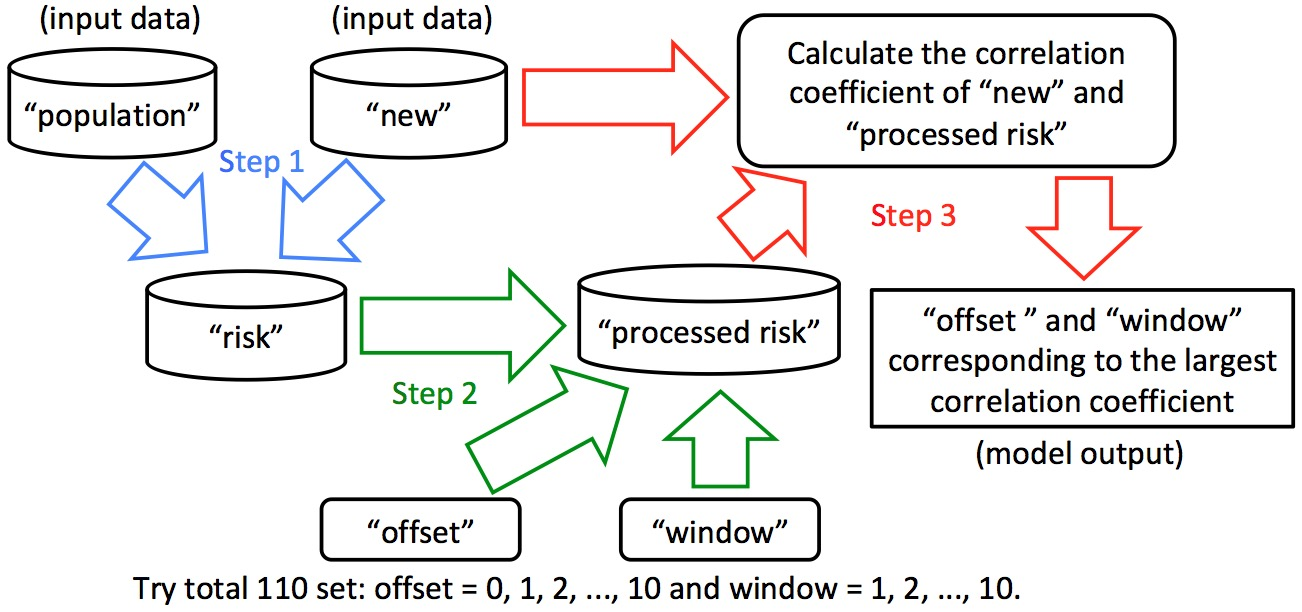 (input data)
(input data)
“population”
“new”
Calculate the correlation
coefficient of “new” and
“processed risk”
Step 1
Step 3
“risk”
“processed risk”
“offset ” and “window”
corresponding to the largest
correlation coefficient
Step 2
(model output)
“offset”
“window”
Try total 110 set: offset = 0, 1, 2, ..., 10 and window = 1, 2, ..., 10.